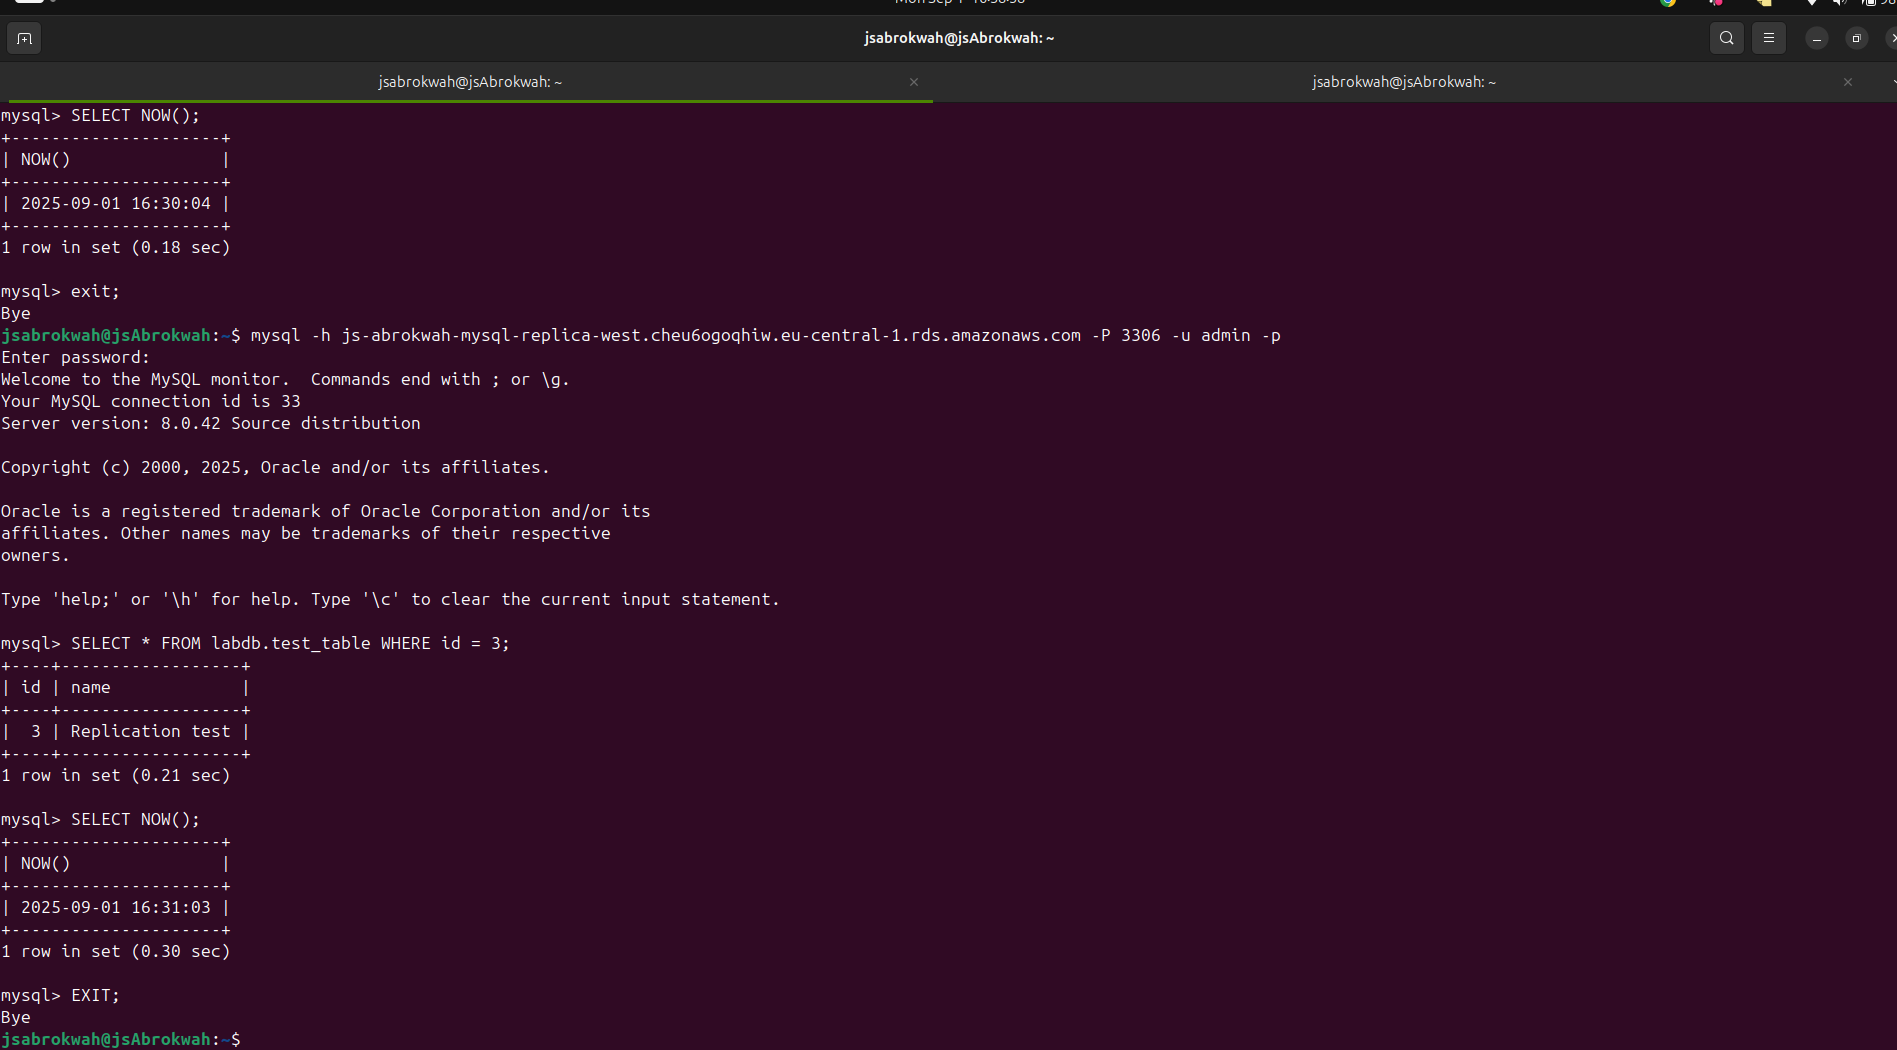 jsabrokwah@jsAbrokwah: ~
jsabrokwah@jsAbrokwah: ~
jsabrokwah@jsAbrokwah: ~
mysql> SELECT NOW();
+---------------------+
| NOW()               |
+---------------------+
| 2025-09-01 16:30:04 |
+---------------------+
1 row in set (0.18 sec)

mysql> exit;
Bye
jsabrokwah@jsAbrokwah:~$ mysql -h js-abrokwah-mysql-replica-west.cheu6ogoqhiw.eu-central-1.rds.amazonaws.com -P 3306 -u admin -p
Enter password:
Welcome to the MySQL monitor.  Commands end with ; or \g.
Your MySQL connection id is 33
Server version: 8.0.42 Source distribution

Copyright (c) 2000, 2025, Oracle and/or its affiliates.

Oracle is a registered trademark of Oracle Corporation and/or its
affiliates. Other names may be trademarks of their respective
owners.

Type 'help;' or '\h' for help. Type '\c' to clear the current input statement.

mysql> SELECT * FROM labdb.test_table WHERE id = 3;
+----+------------------+
| id | name             |
+----+------------------+
|  3 | Replication test |
+----+------------------+
1 row in set (0.21 sec)

mysql> SELECT NOW();
+---------------------+
| NOW()               |
+---------------------+
| 2025-09-01 16:31:03 |
+---------------------+
1 row in set (0.30 sec)

mysql> EXIT;
Bye
jsabrokwah@jsAbrokwah:~$